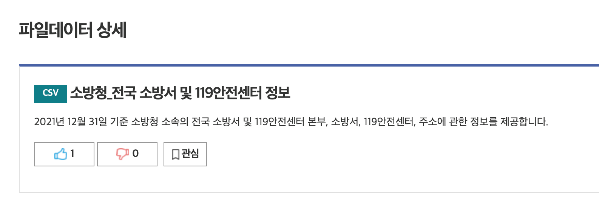 파일데이터 상세
CSV 소방청_전국 소방서 및 119안전센터 정보
2021년 12월 31일 기준 소방청 소속의 전국 소방서 및 119안전센터 본부, 소방서, 119안전센터, 주소에 관한 정보를 제공합니다.
1 0 관심